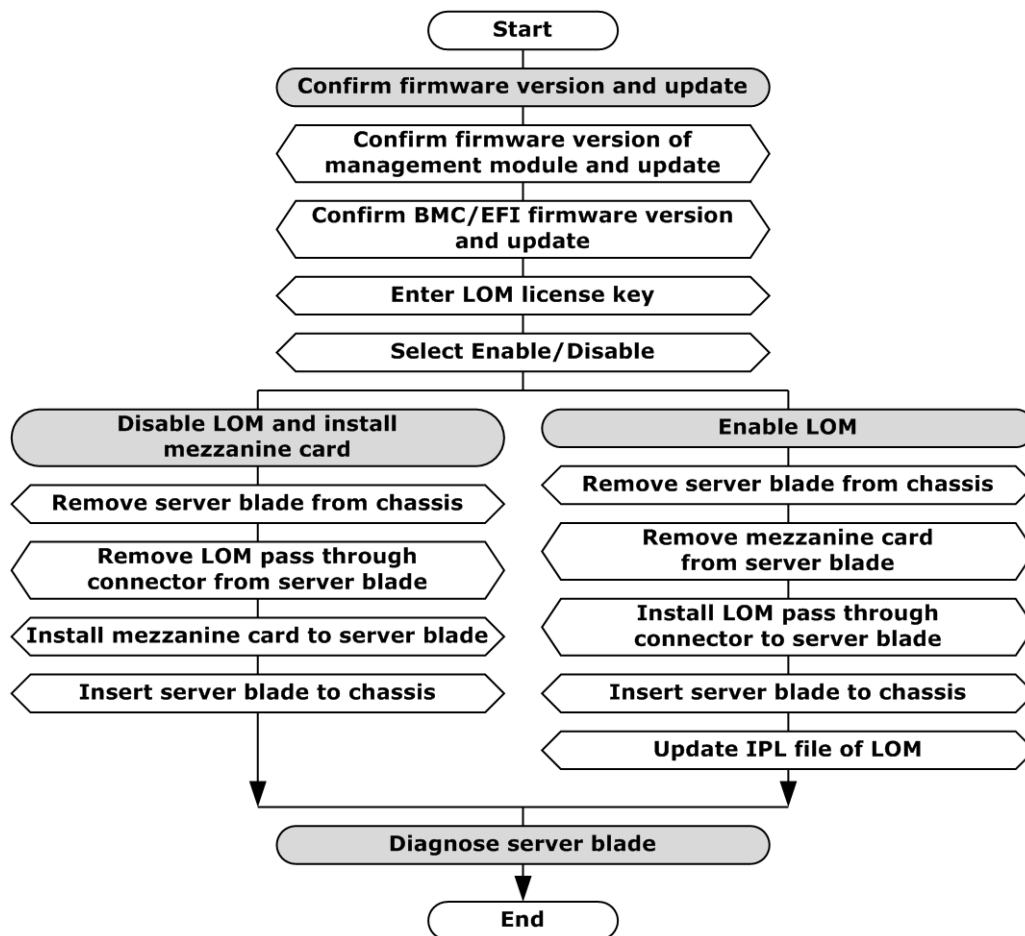 Start
Confirm firmware version and update
Confirm firmware version of
management module and update
Confirm BMC/EFI firmware version
and update
Enter LOM license key
Select Enable/Disable
Disable LOM and install
mezzanine card
Remove server blade from chassis
Remove LOM pass through
connector from server blade
Install mezzanine card to server blade
Insert server blade to chassis
Enable LOM
Remove server blade from chassis
Remove mezzanine card
from server blade
Install LOM pass through
connector to server blade
Insert server blade to chassis
Update IPL file of LOM
Diagnose server blade
End